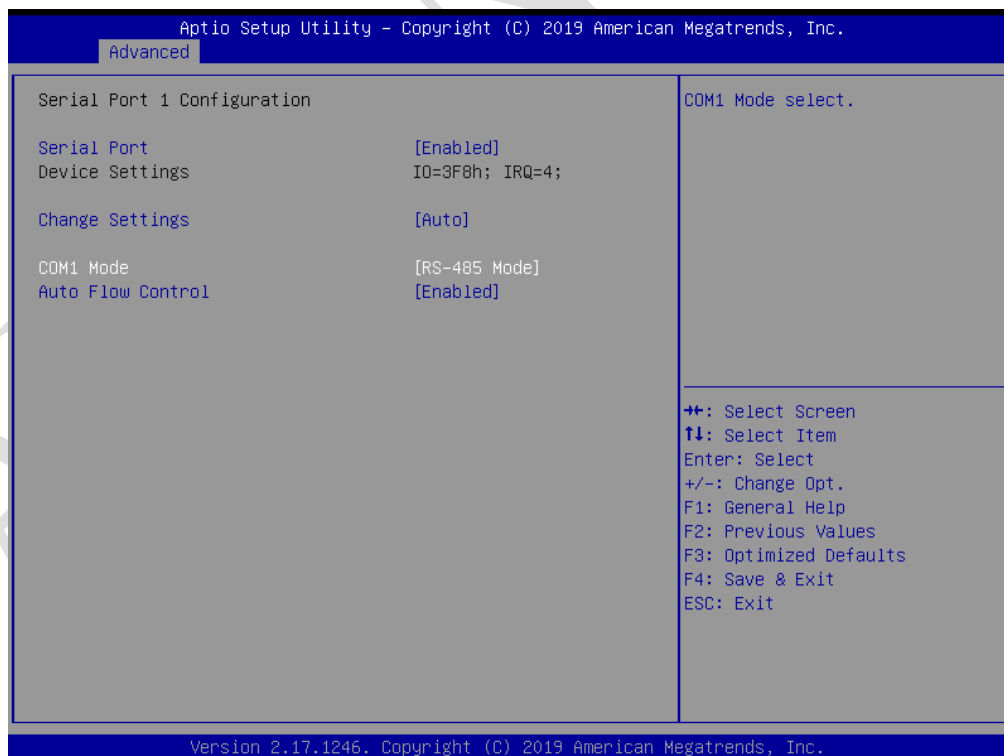 Aptio Setup Utility – Copyright (C) 2019 American Megatrends, Inc.
Advanced
Serial Port 1 Configuration
Serial Port [Enabled]
Device Settings IO=3F8h; IRQ=4;
Change Settings [Auto]
COM1 Mode [RS-485 Mode]
Auto Flow Control [Enabled]
COM1 Mode select.
→←: Select Screen
↑↓: Select Item
Enter: Select
+/-: Change Opt.
F1: General Help
F2: Previous Values
F3: Optimized Defaults
F4: Save & Exit
ESC: Exit
Version 2.17.1246. Copyright (C) 2019 American Megatrends, Inc.